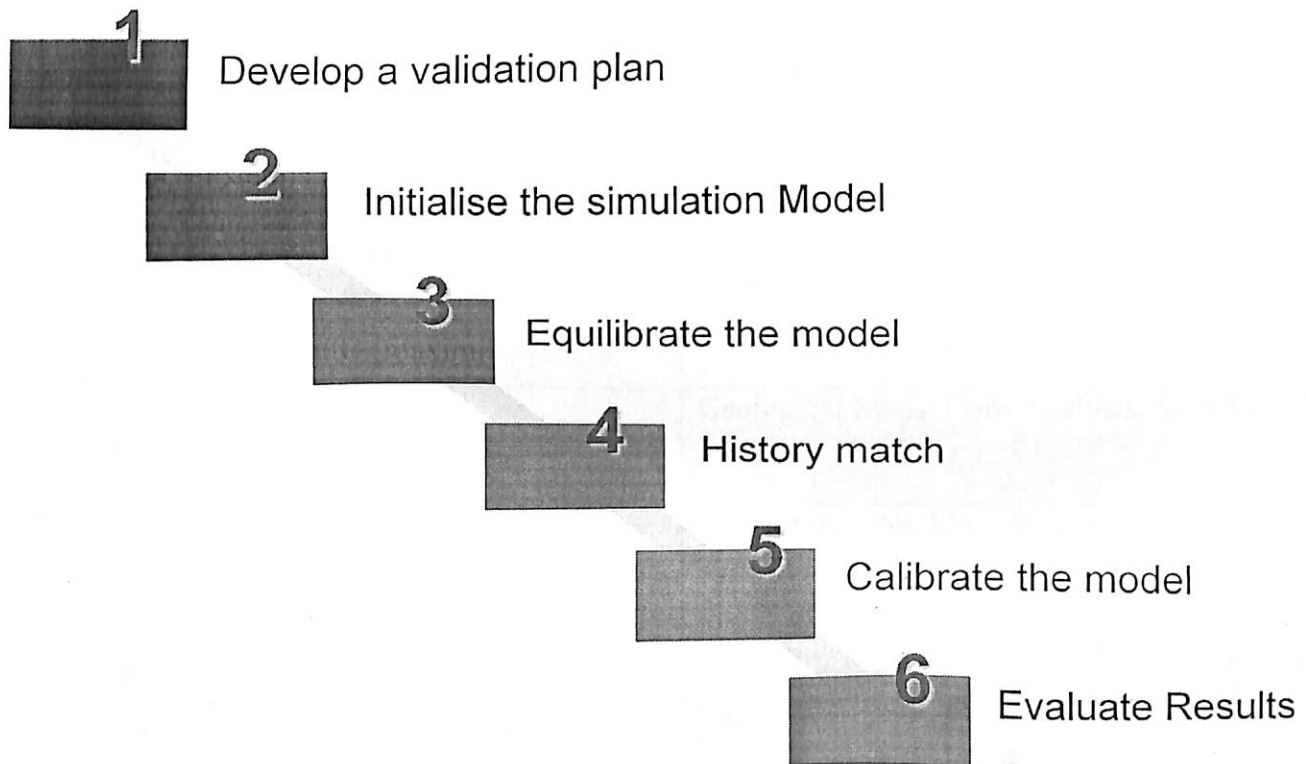 1
Develop a validation plan
2
Initialise the simulation Model
3
Equilibrate the model
4
History match
5
Calibrate the model
6
Evaluate Results